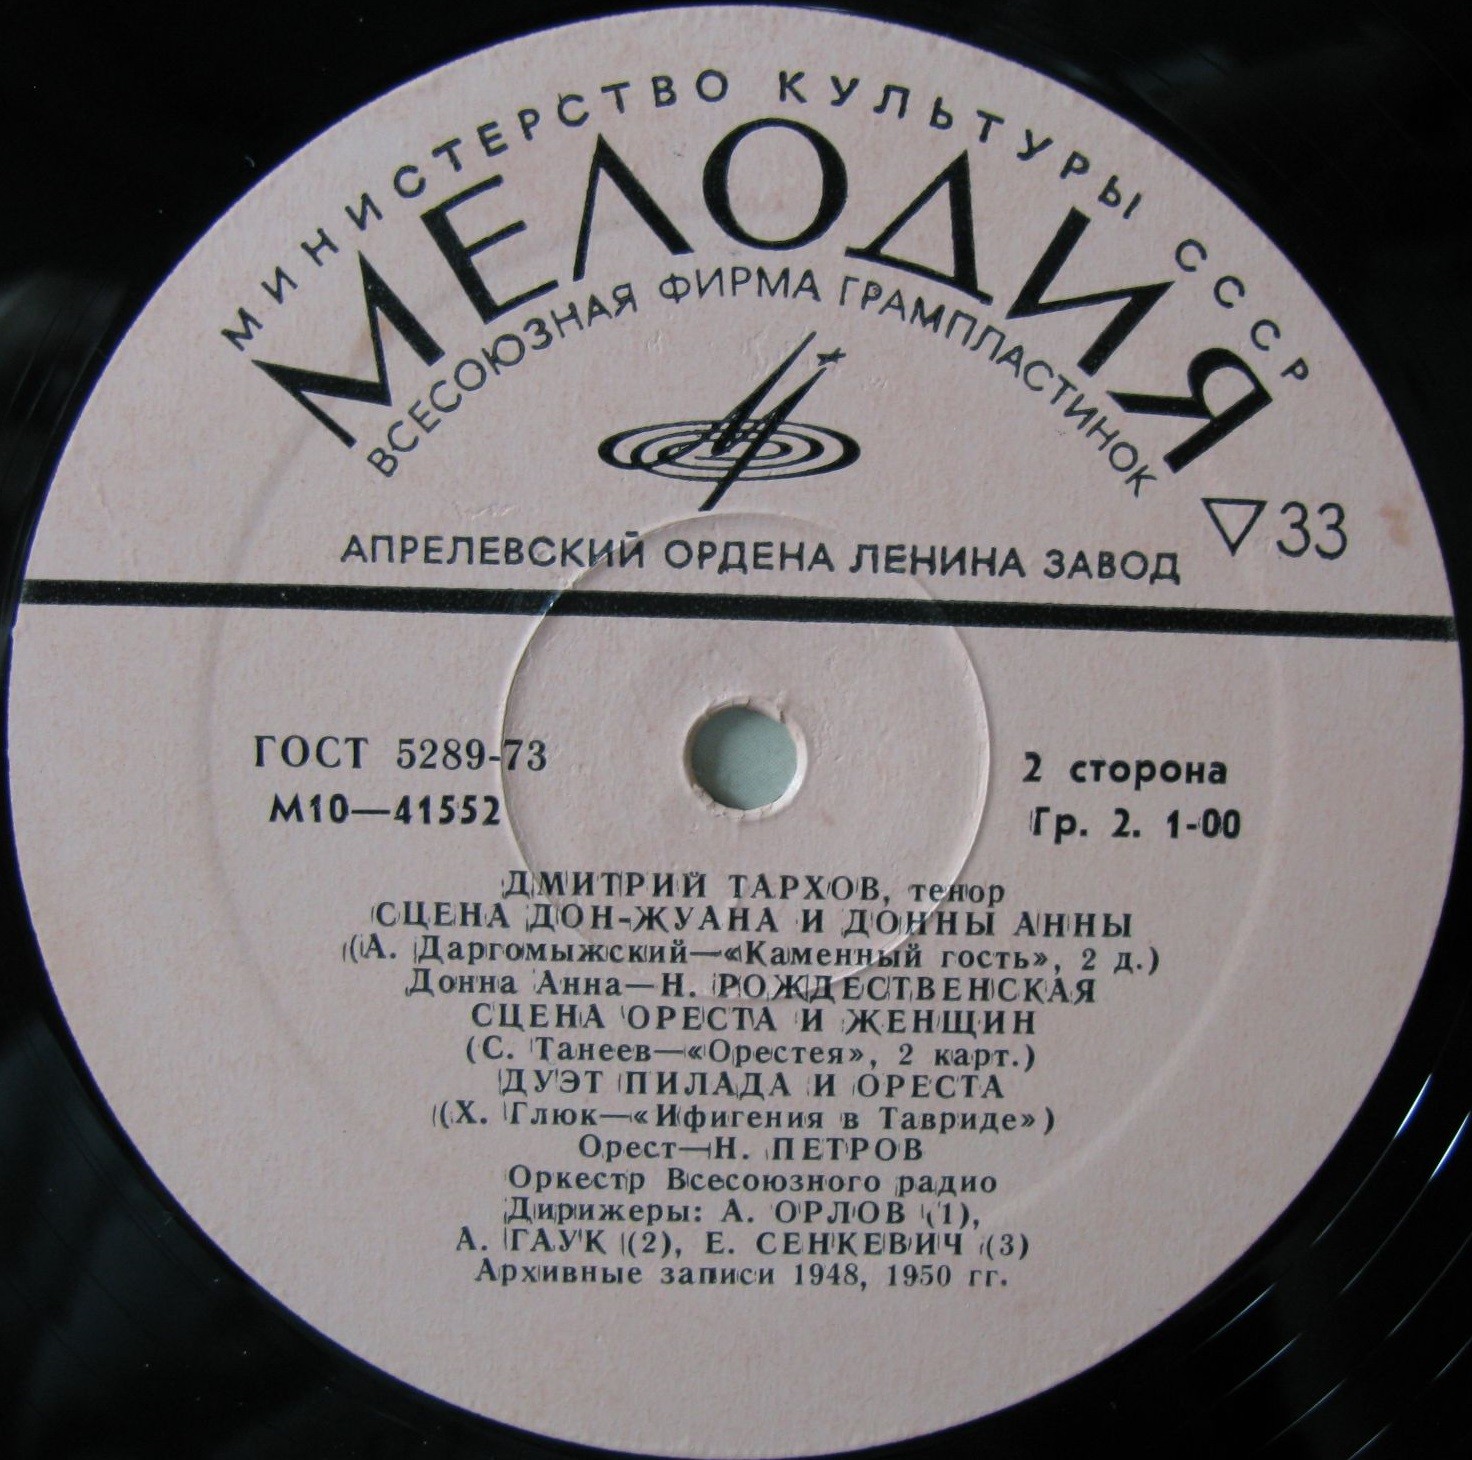 МИНИСТЕРСТВО КУЛЬТУРЫ СССР
МЕЛОДИЯ
ВСЕСОЮЗНАЯ ФИРМА ГРАМПЛАСТИНОК
▽33
АПРЕЛЕВСКИЙ ОРДЕНА ЛЕНИНА ЗАВОД
ГОСТ 5289-73
М10—41552
2 сторона
Гр. 2. 1-00
ДМИТРИЙ ТАРХОВ, тенор
СЦЕНА ДОН-ЖУАНА И ДОННЫ АННЫ
(А. Даргомыжский—«Каменный гость», 2 д.)
Донна Анна—Н. РОЖДЕСТВЕНСКАЯ
СЦЕНА ОРЕСТА И ЖЕНЩИН
(С. Танеев—«Орестея», 2 карт.)
ДУЭТ ПИЛАДА И ОРЕСТА
(Х. Глюк—«Ифигения в Тавриде»)
Орест—Н. ПЕТРОВ
Оркестр Всесоюзного радио
Дирижеры: А. ОРЛОВ (1),
А. ГАУК (2), Е. СЕНКЕВИЧ (3)
Архивные записи 1948, 1950 гг.